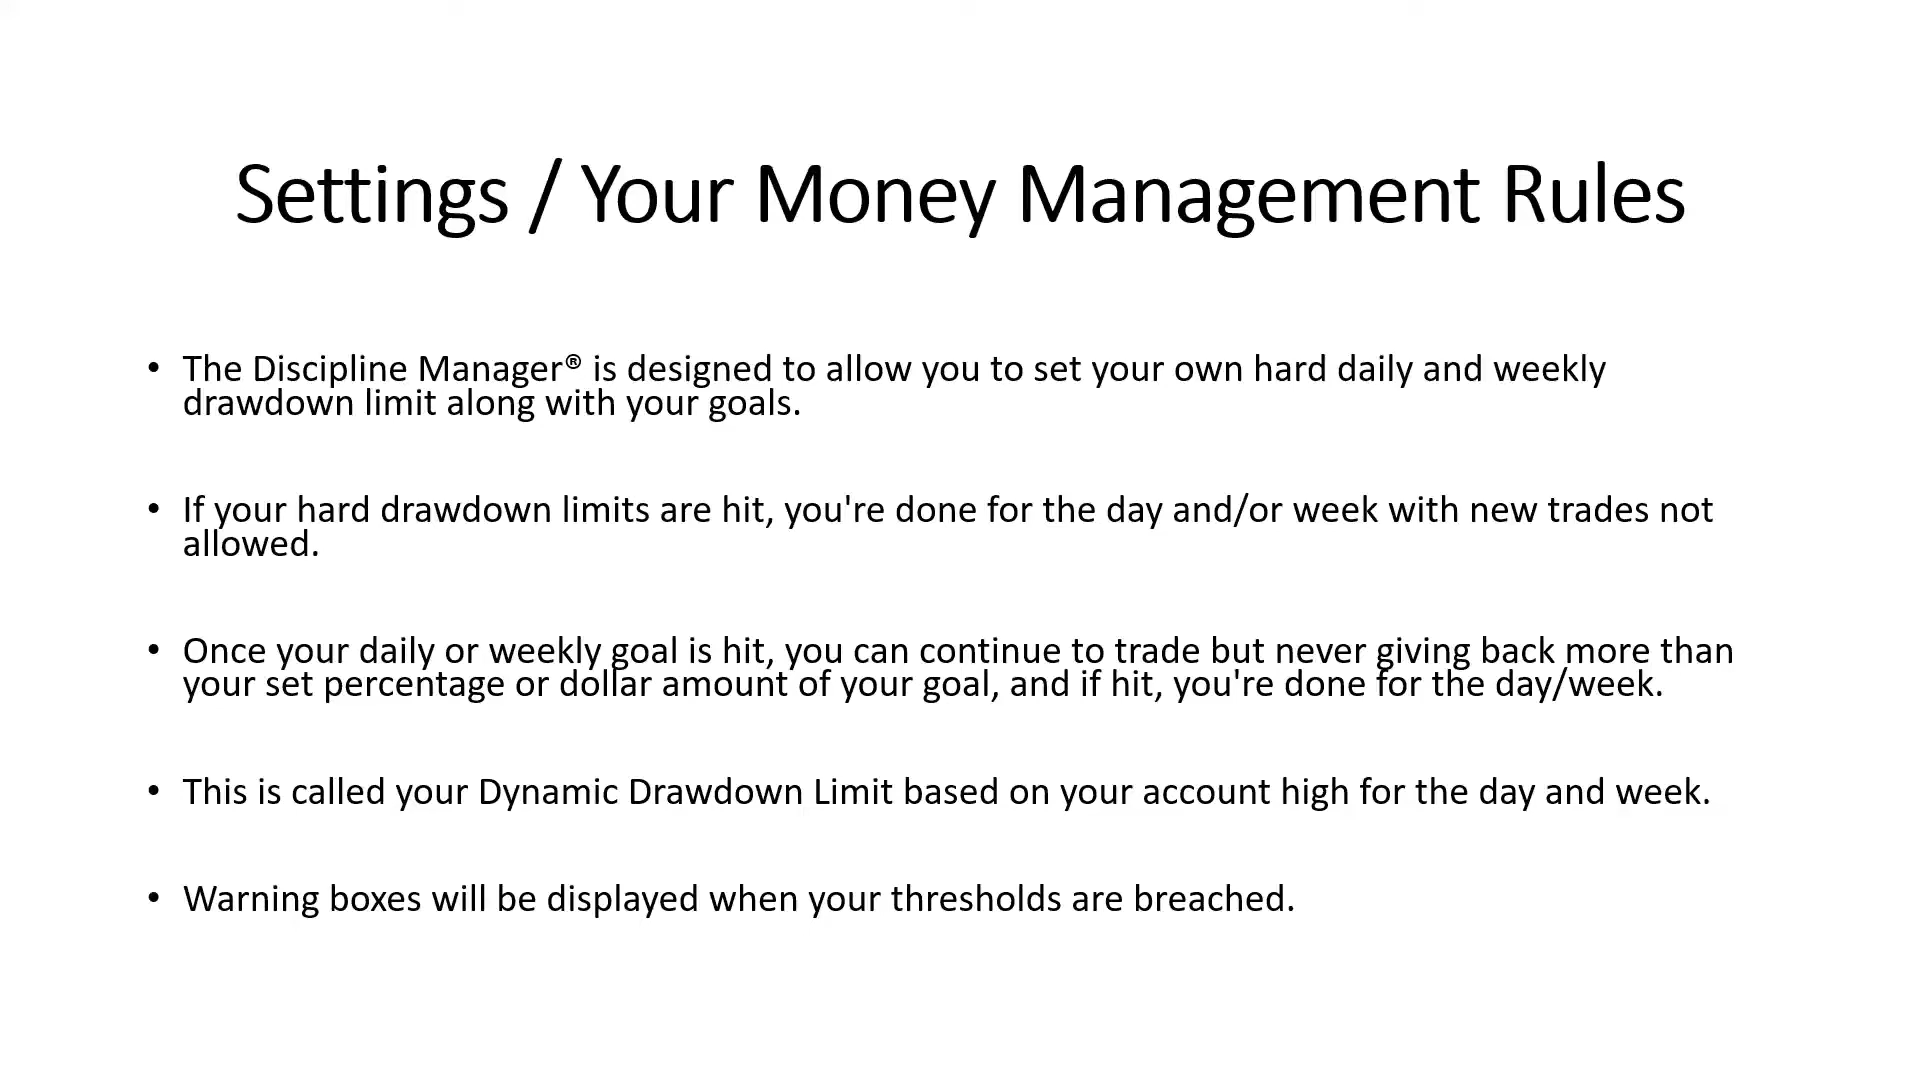 Settings / Your Money Management Rules
• The Discipline Manager® is designed to allow you to set your own hard daily and weekly
drawdown limit along with your goals.
• If your hard drawdown limits are hit, you're done for the day and/or week with new trades not
allowed.
• Once your daily or weekly goal is hit, you can continue to trade but never giving back more than
your set percentage or dollar amount of your goal, and if hit, you're done for the day/week.
• This is called your Dynamic Drawdown Limit based on your account high for the day and week.
• Warning boxes will be displayed when your thresholds are breached.